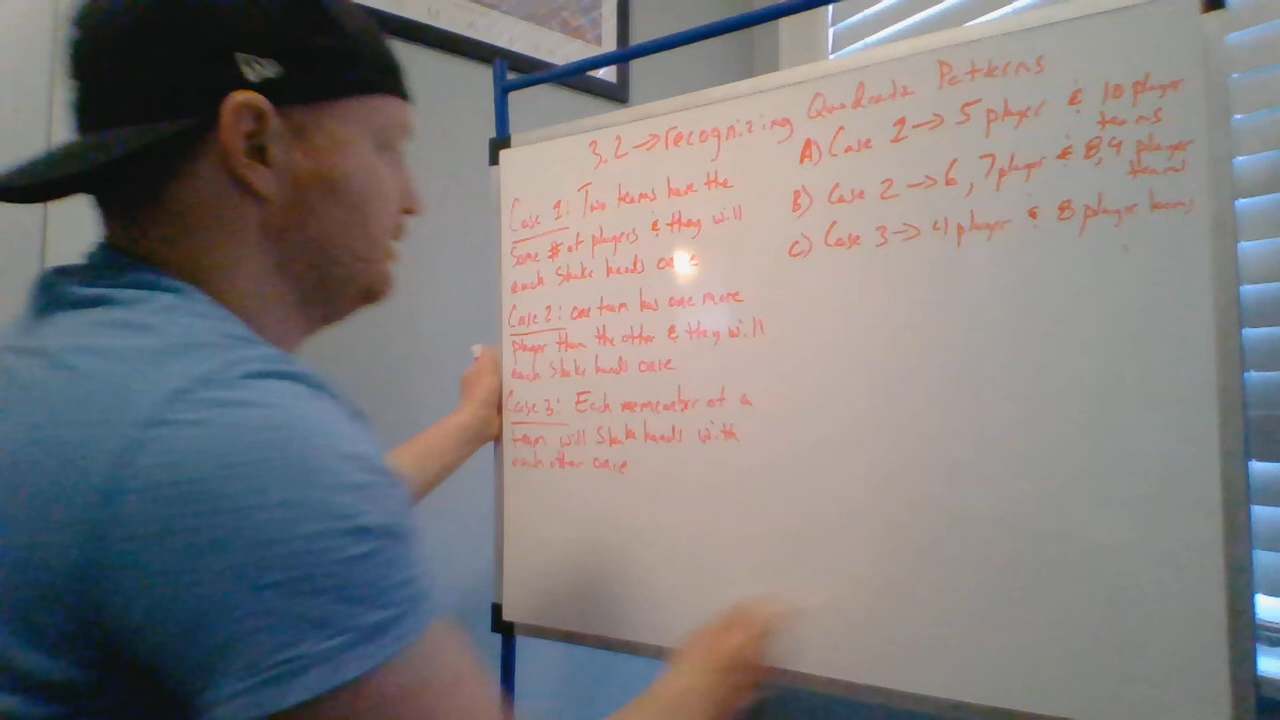 3.2 → recognizing Quadratic Patterns
Case 1: Two teams have the
Same # of players & they will
each Shake hands once
Case 2: one team has one more
player than the other & they will
each Shake hands once
Case 3: Each memember of a
team will Shake hands with
each other once
A) Case 1 → 5 player & 10 player
teams
B) Case 2 → 6, 7 player & 8, 9 player
teams
C) Case 3 → 4 player & 8 player teams